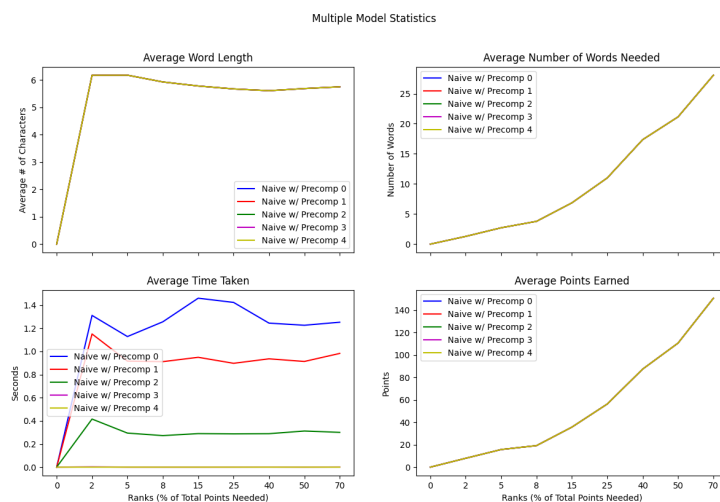 Multiple Model Statistics
Average Word Length
Average # of Characters
6
5
4
3
2
1
0
Naive w/ Precomp 0
Naive w/ Precomp 1
Naive w/ Precomp 2
Naive w/ Precomp 3
Naive w/ Precomp 4
Average Number of Words Needed
Number of Words
25
20
15
10
5
0
Naive w/ Precomp 0
Naive w/ Precomp 1
Naive w/ Precomp 2
Naive w/ Precomp 3
Naive w/ Precomp 4
Average Time Taken
Seconds
1.4
1.2
1.0
0.8
0.6
0.4
0.2
0.0
Naive w/ Precomp 0
Naive w/ Precomp 1
Naive w/ Precomp 2
Naive w/ Precomp 3
Naive w/ Precomp 4
0 2 5 8 15 25 40 50 70
Ranks (% of Total Points Needed)
Average Points Earned
Points
140
120
100
80
60
40
20
0
Naive w/ Precomp 0
Naive w/ Precomp 1
Naive w/ Precomp 2
Naive w/ Precomp 3
Naive w/ Precomp 4
0 2 5 8 15 25 40 50 70
Ranks (% of Total Points Needed)